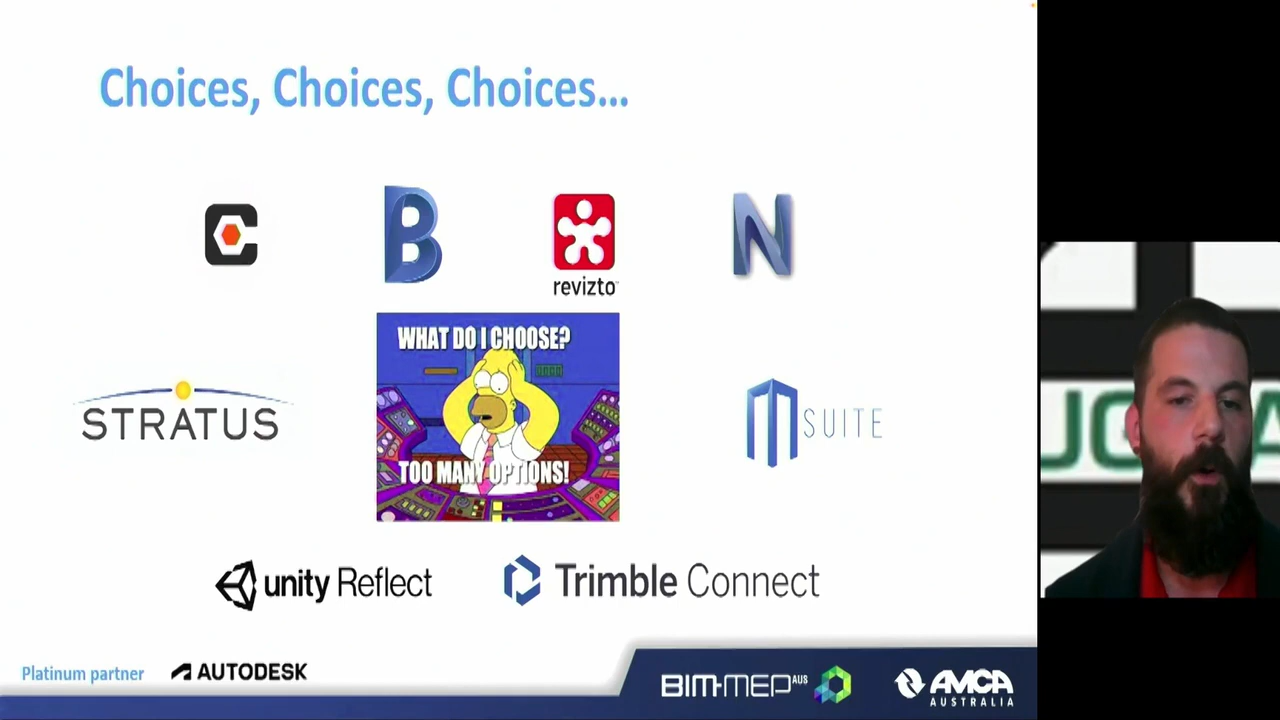 Choices, Choices, Choices...
revizto
WHAT DO I CHOOSE?
TOO MANY OPTIONS!
STRATUS
SUITE
unity Reflect
Trimble Connect
Platinum partner
AUTODESK
BIM-MEP AUS
AMCA
AUSTRALIA